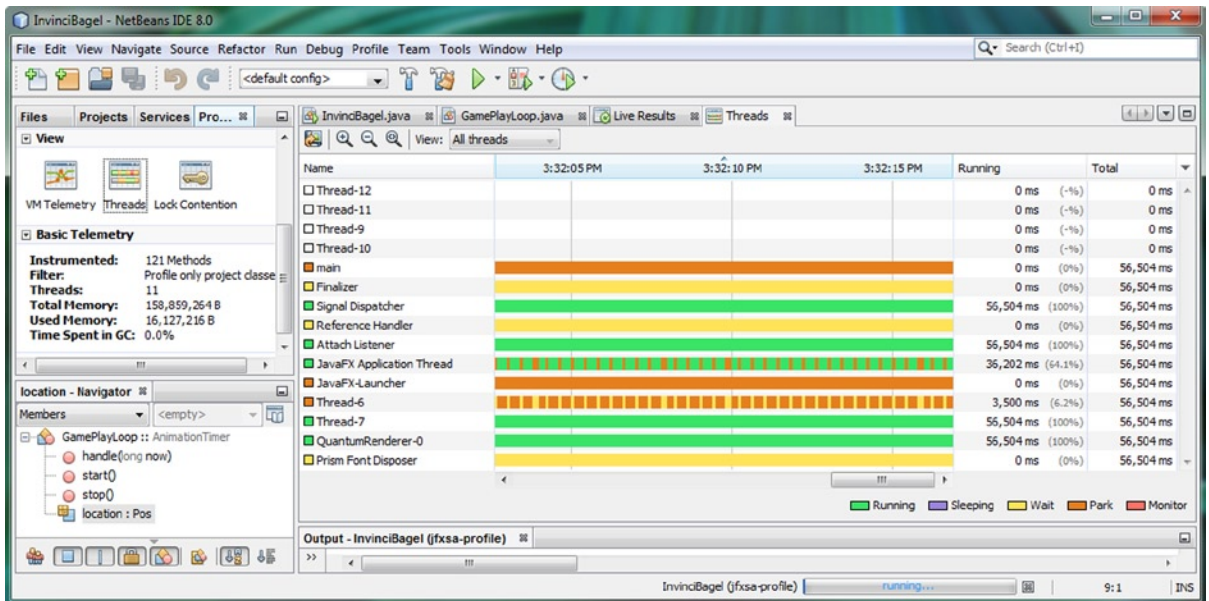 InvinciBagel - NetBeans IDE 8.0
File Edit View Navigate Source Refactor Run Debug Profile Team Tools Window Help
Search (Ctrl+I)
<default config>
Files Projects Services Pro...
InvinciBagel.java GamePlayLoop.java Live Results Threads
View
View: All threads
VM Telemetry Threads Lock Contention
Basic Telemetry
Instrumented: 121 Methods
Filter: Profile only project classe
Threads: 11
Total Memory: 158,859,264 B
Used Memory: 16,127,216 B
Time Spent in GC: 0.0%
Name 3:32:05 PM 3:32:10 PM 3:32:15 PM Running Total
Thread-12 0 ms (-%) 0 ms
Thread-11 0 ms (-%) 0 ms
Thread-9 0 ms (-%) 0 ms
Thread-10 0 ms (-%) 0 ms
main 0 ms (0%) 56,504 ms
Finalizer 0 ms (0%) 56,504 ms
Signal Dispatcher 56,504 ms (100%) 56,504 ms
Reference Handler 0 ms (0%) 56,504 ms
Attach Listener 56,504 ms (100%) 56,504 ms
JavaFX Application Thread 36,202 ms (64.1%) 56,504 ms
JavaFX-Launcher 0 ms (0%) 56,504 ms
Thread-6 3,500 ms (6.2%) 56,504 ms
Thread-7 56,504 ms (100%) 56,504 ms
QuantumRenderer-0 56,504 ms (100%) 56,504 ms
Prism Font Disposer 0 ms (0%) 56,504 ms
Running Sleeping Wait Park Monitor
location - Navigator
Members <empty>
GamePlayLoop :: AnimationTimer
handle(long now)
start()
stop()
location : Pos
Output - InvinciBagel (jfxsa-profile)
InvinciBagel (jfxsa-profile) running... 9:1 INS